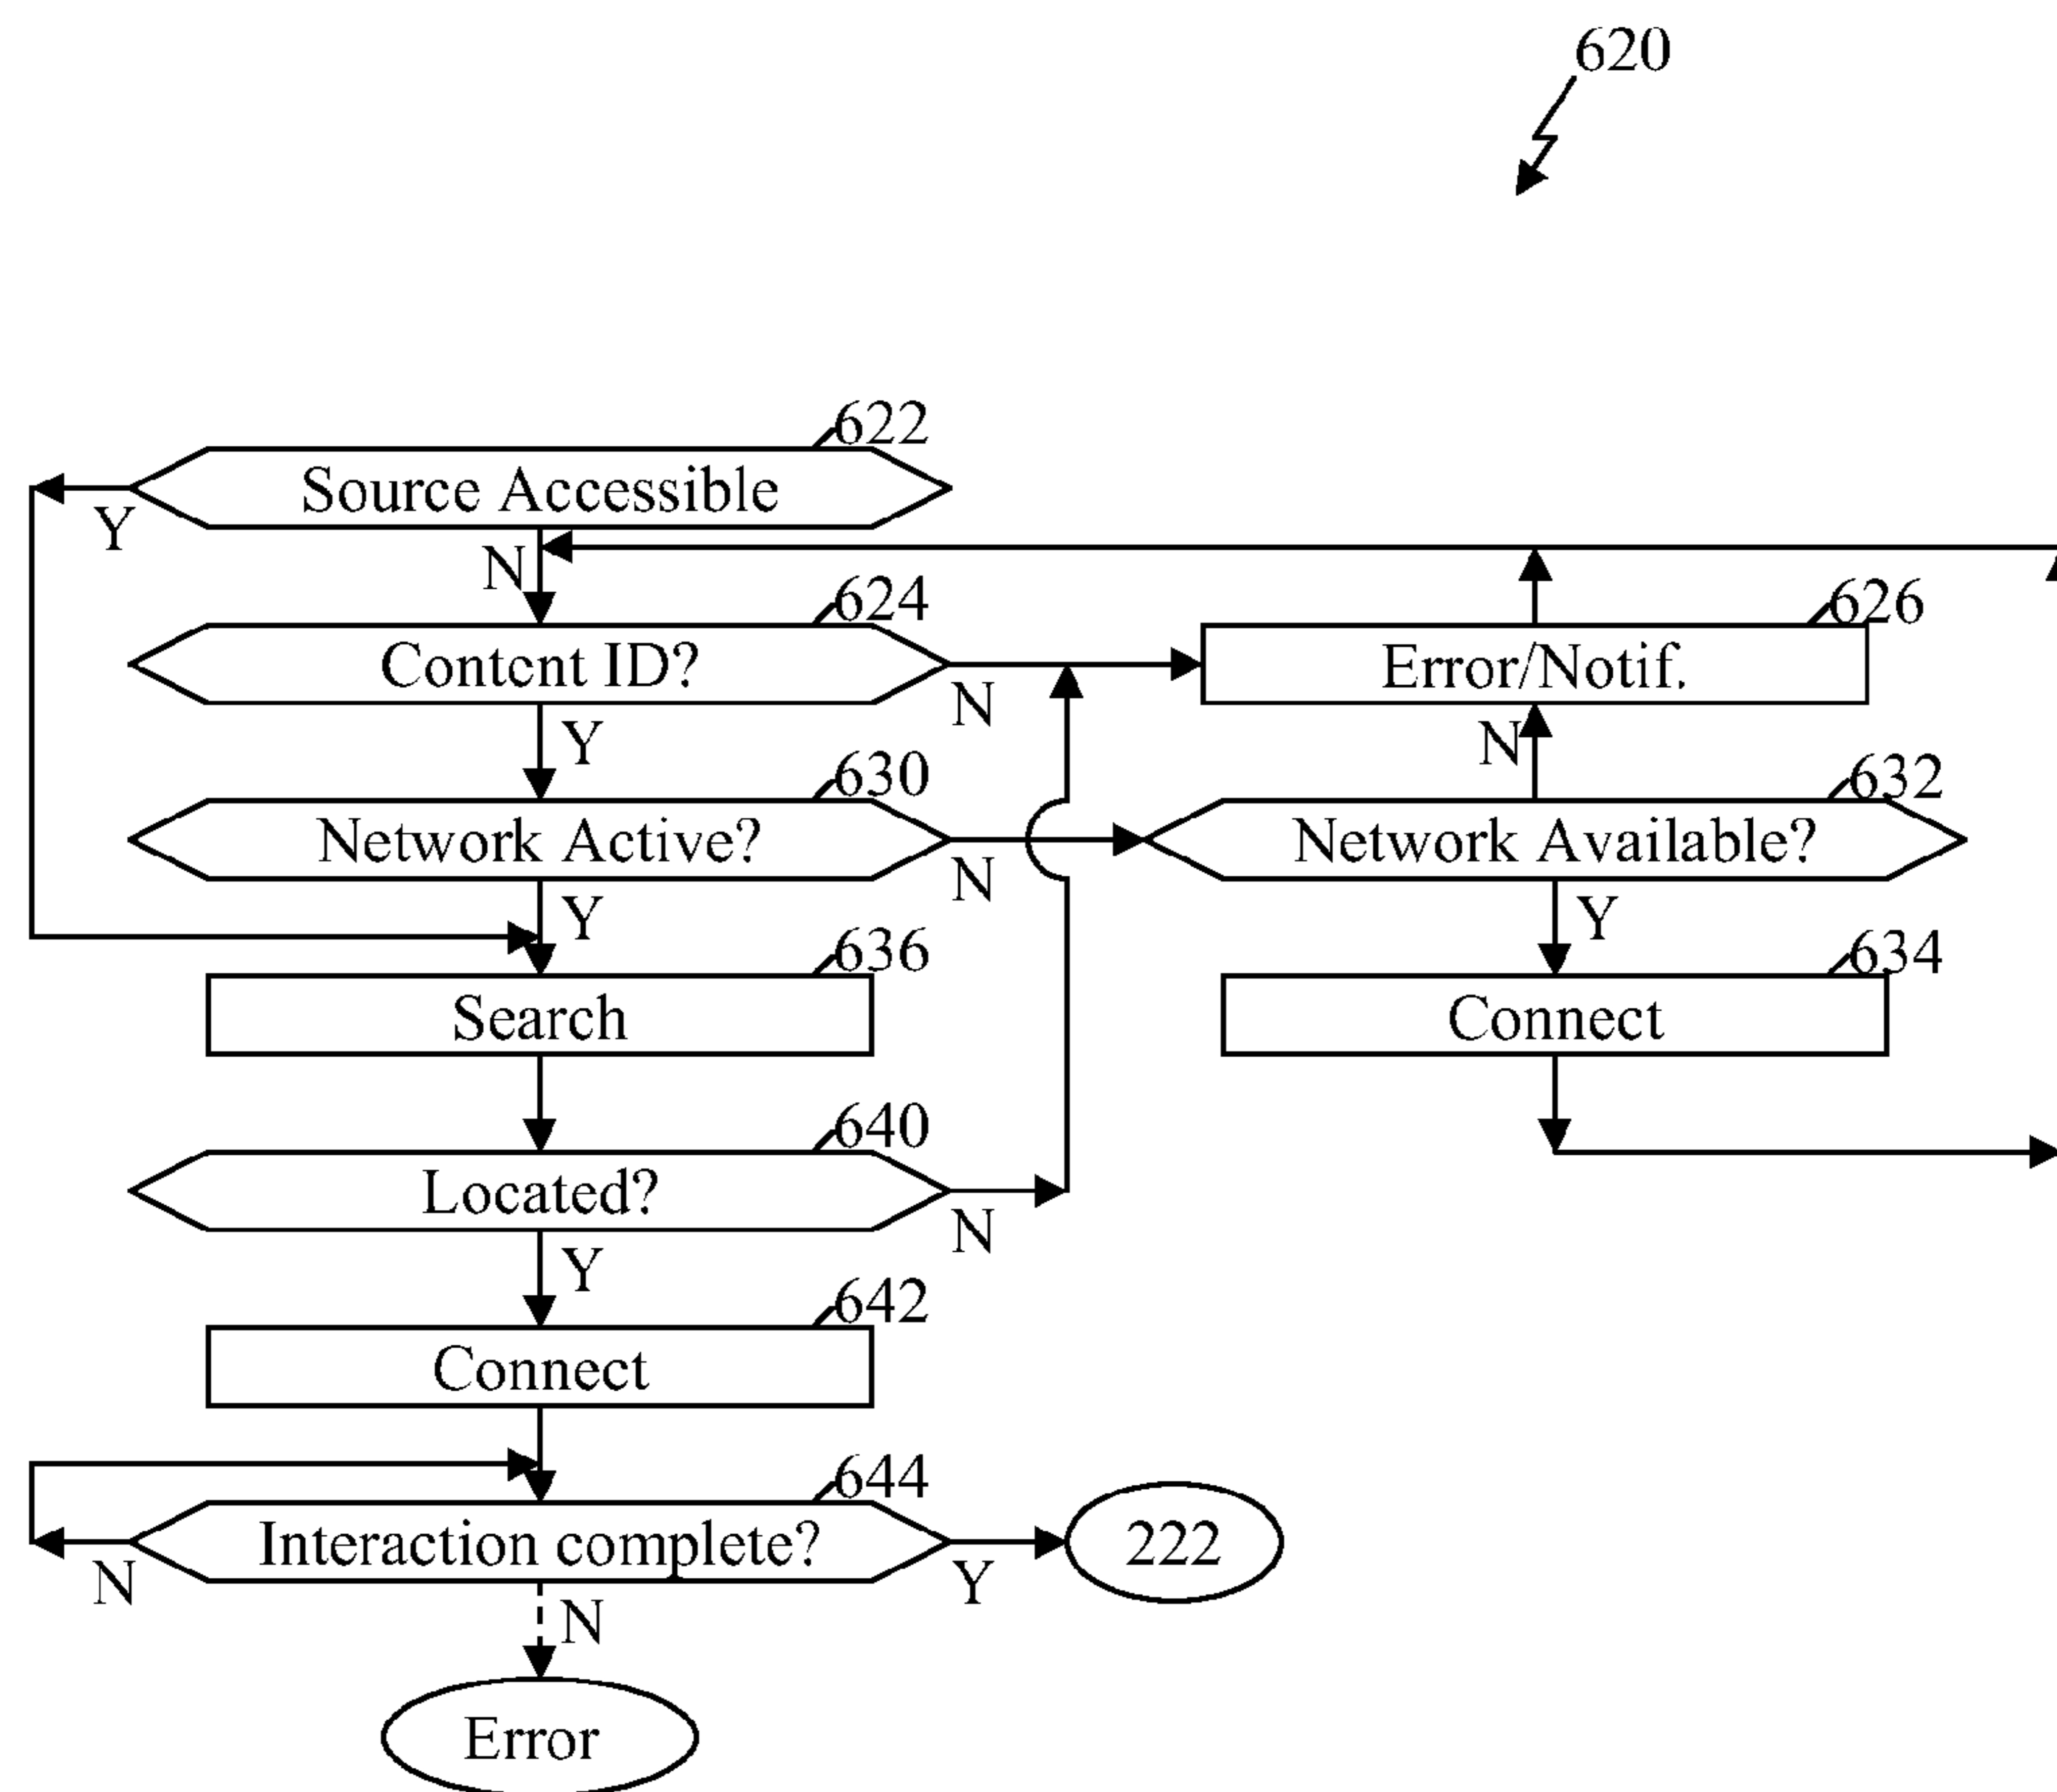 620
622
Source Accessible
Y
N
624
Content ID?
N
626
Error/Notif.
Y
N
630
Network Active?
N
632
Network Available?
Y
Y
636
Search
634
Connect
640
Located?
N
Y
642
Connect
644
Interaction complete?
N
Y
222
N
Error